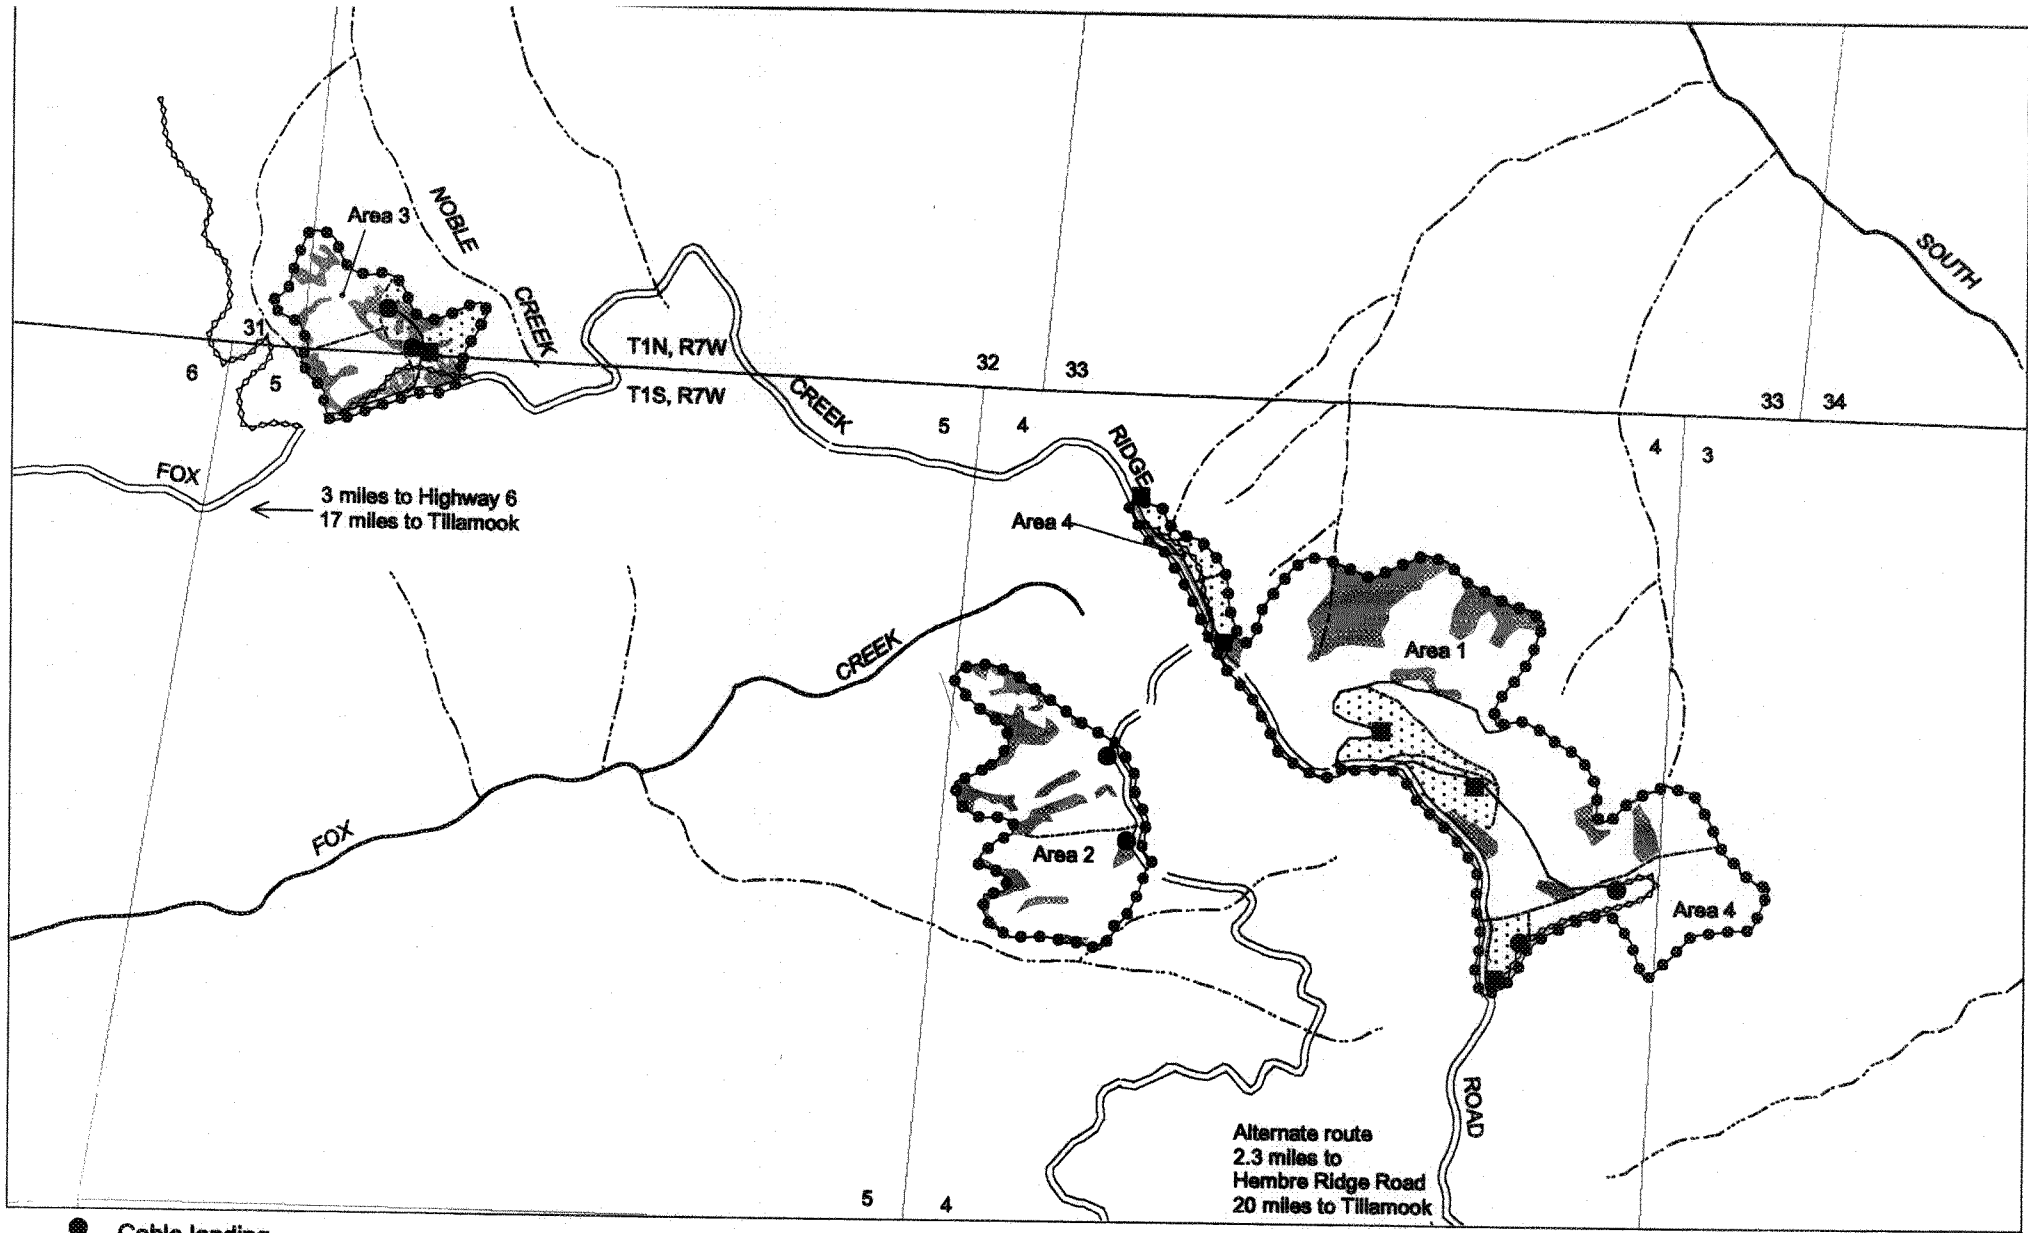 Area 3
NOBLE
CREEK
SOUTH
31
6
5
T1N, R7W
T1S, R7W
32
33
33
34
CREEK
5
4
RIDGE
4
3
FOX
3 miles to Highway 6
17 miles to Tillamook
Area 4
CREEK
Area 1
FOX
Area 2
Area 4
ROAD
Alternate route
2.3 miles to
Hembre Ridge Road
20 miles to Tillamook
5
4
Cable landing